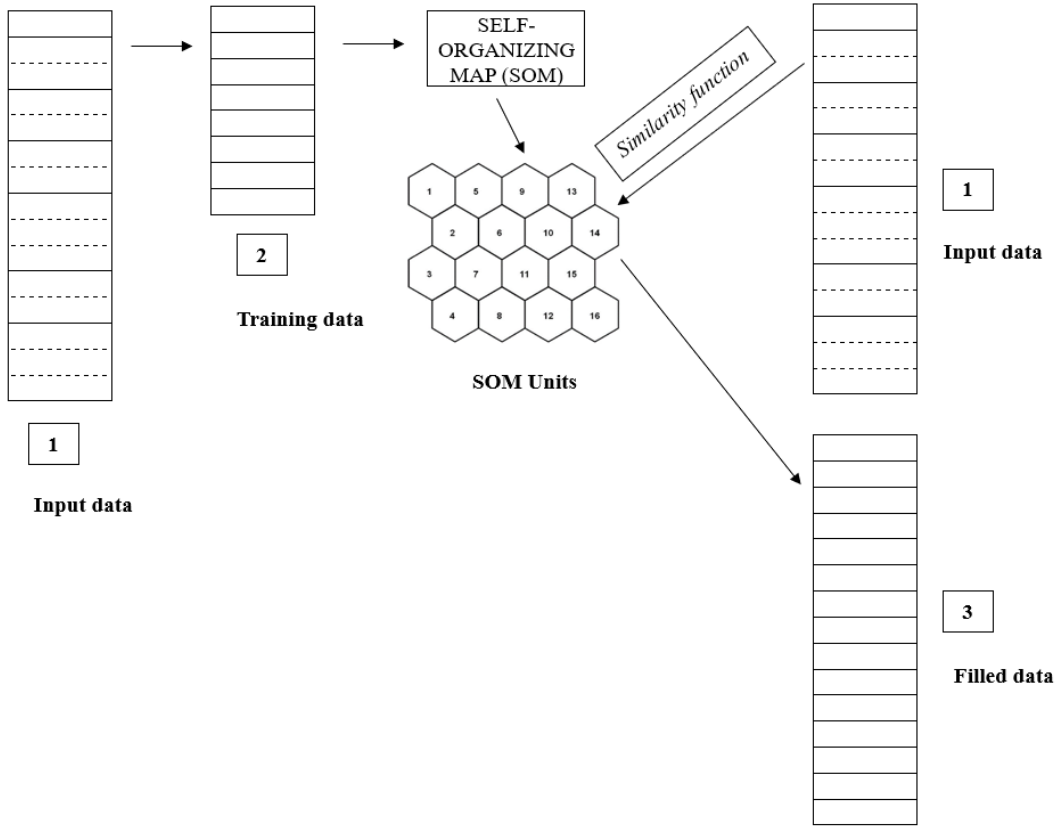 SELF-
ORGANIZING
MAP (SOM)
Similarity function
1
5
9
13
2
6
10
14
3
7
11
15
4
8
12
16
SOM Units
2
Training data
1
Input data
1
Input data
3
Filled data